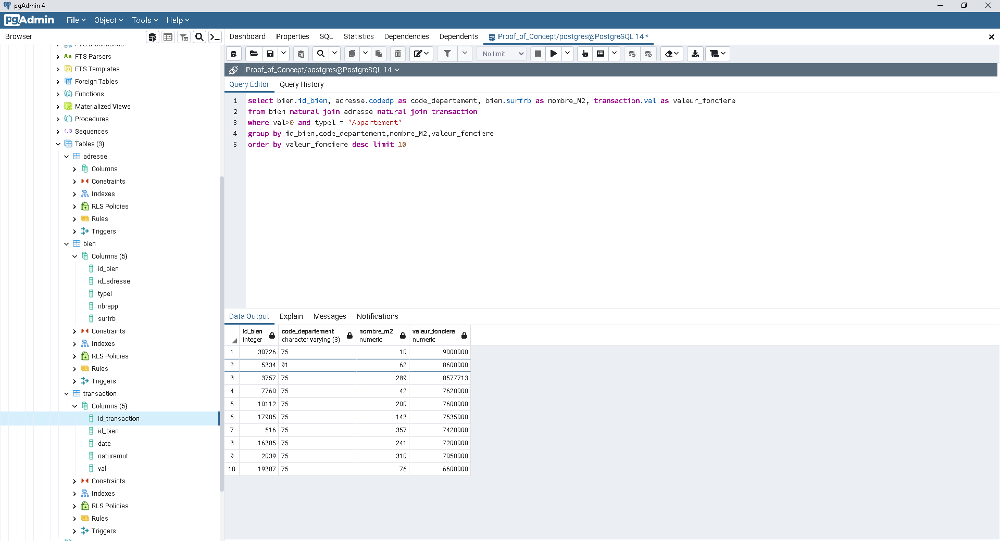 pgAdmin 4
pgAdmin File Object Tools Help
Browser
Dashboard Properties SQL Statistics Dependencies Dependents Proof_of_Concept/postgres@PostgreSQL 14 *
No limit
Proof_of_Concept/postgres@PostgreSQL 14
Query Editor Query History
1 select bien.id_bien, adresse.codedp as code_departement, bien.surfrb as nombre_M2, transaction.val as valeur_fonciere
2 from bien natural join adresse natural join transaction
3 where val>0 and typel = 'Appartement'
4 group by id_bien,code_departement,nombre_M2,valeur_fonciere
5 order by valeur_fonciere desc limit 10
FTS Dictionaries
Aa FTS Parsers
FTS Templates
Foreign Tables
Functions
Materialized Views
Procedures
1..3 Sequences
Tables (3)
adresse
Columns
Constraints
Indexes
RLS Policies
Rules
Triggers
bien
Columns (5)
id_bien
id_adresse
typel
nbrepp
surfrb
Constraints
Indexes
RLS Policies
Rules
Triggers
transaction
Columns (5)
id_transaction
id_bien
date
naturemut
val
Constraints
Indexes
RLS Policies
Rules
Triggers
Data Output Explain Messages Notifications
id_bien code_departement nombre_m2 valeur_fonciere
integer character varying (3) numeric numeric
1 30726 75 10 9000000
2 5334 91 62 8600000
3 3757 75 289 8577713
4 7760 75 42 7620000
5 10112 75 200 7600000
6 17905 75 143 7535000
7 516 75 357 7420000
8 16385 75 241 7200000
9 2039 75 310 7050000
10 19387 75 76 6600000